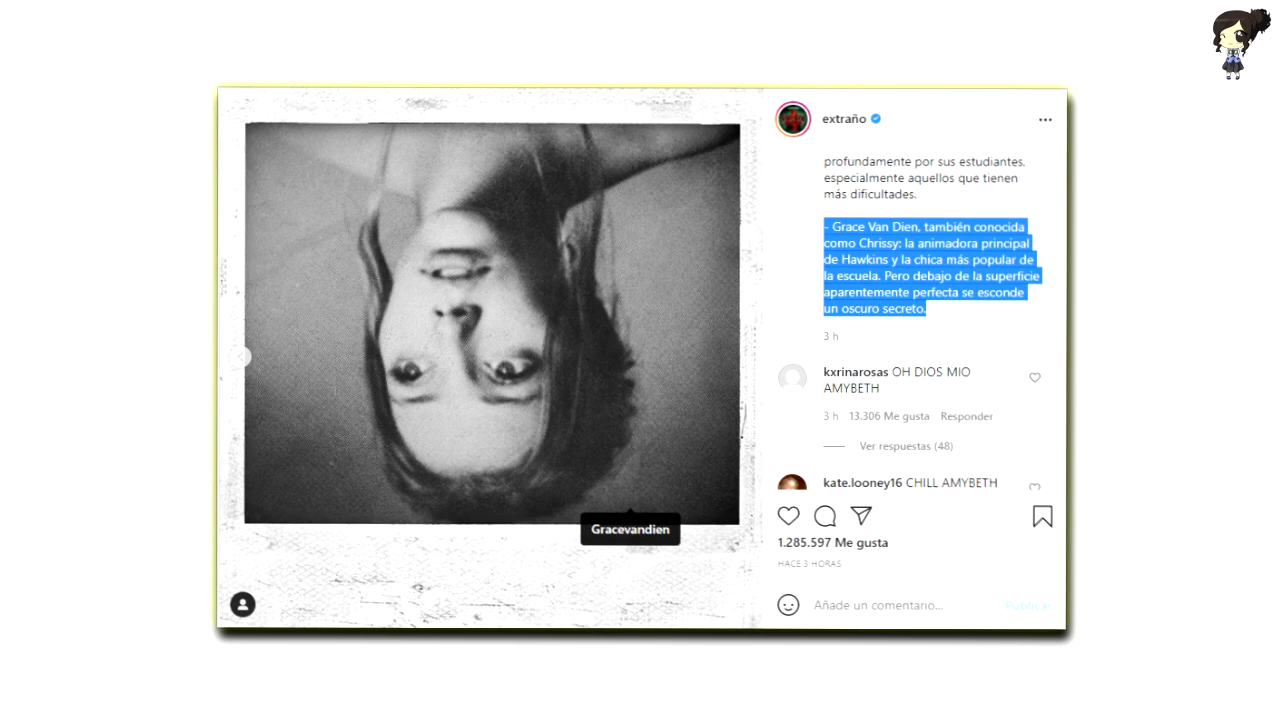 extraño
profundamente por sus estudiantes.
especialmente aquellos que tienen
más dificultades.
- Grace Van Dien, también conocida
como Chrissy: la animadora principal
de Hawkins y la chica más popular de
la escuela. Pero debajo de la superficie
aparentemente perfecta se esconde
un oscuro secreto.
3 h
kxrinarosas OH DIOS MIO
AMYBETH
3 h 13.306 Me gusta Responder
Ver respuestas (48)
kate.looney16 CHILL AMYBETH
Gracevandien
1.285.597 Me gusta
HACE 3 HORAS
Añade un comentario... Publicar